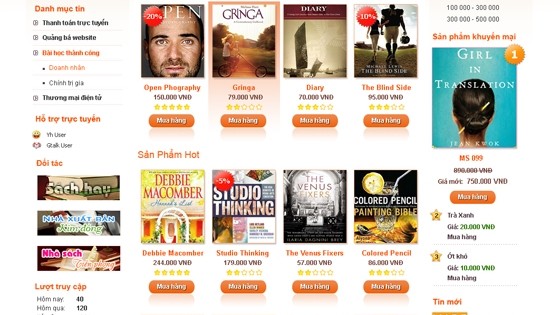 Danh mục tin
Thanh toán trực tuyến
Quảng bá website
Bài học thành công
Doanh nhân
Chính trị gia
Thương mại điện tử
Hỗ trợ trực tuyến
Yh User
Gtalk User
Đối tác
Sách hay
NHÀ XUẤT BẢN
Kim đồng
Nhà sách
Lượt truy cập
Hôm nay: 40
Hôm qua: 120
-20%
OPEN
GRINGA
DIARY
-10%
MICHAEL LEWIS
THE BLIND SIDE
Open Phography
Gringa
Diary
The Blind Side
150.000 VNĐ
79.000 VNĐ
70.000 VNĐ
95.000 VNĐ
Mua hàng
Mua hàng
Mua hàng
Mua hàng
Sản Phẩm Hot
DEBBIE
MACOMBER
Hannah's List
-5%
STUDIO
THINKING
THE
VENUS
FIXERS
ILARIA DAGNINI BREY
COLORED PENCIL
PAINTING BIBLE
Debbie Macomber
Studio Thinking
The Venus Fixers
Colored Pencil
244.000 VNĐ
179.000 VNĐ
57.000 VNĐ
86.000 VNĐ
Mua hàng
Mua hàng
Mua hàng
Mua hàng
100 000 - 300 000
300 000 - 500 000
Sản phẩm khuyến mại
1
GIRL
IN
TRANSLATION
JEAN KWOK
MS 099
890.000 VNĐ
Giá mới: 750.000 VNĐ
Mua hàng
2
Trà Xanh
Giá: 20.000 VNĐ
Mua hàng
3
Ớt khô
Giá: 10.000 VNĐ
Mua hàng
Tin mới